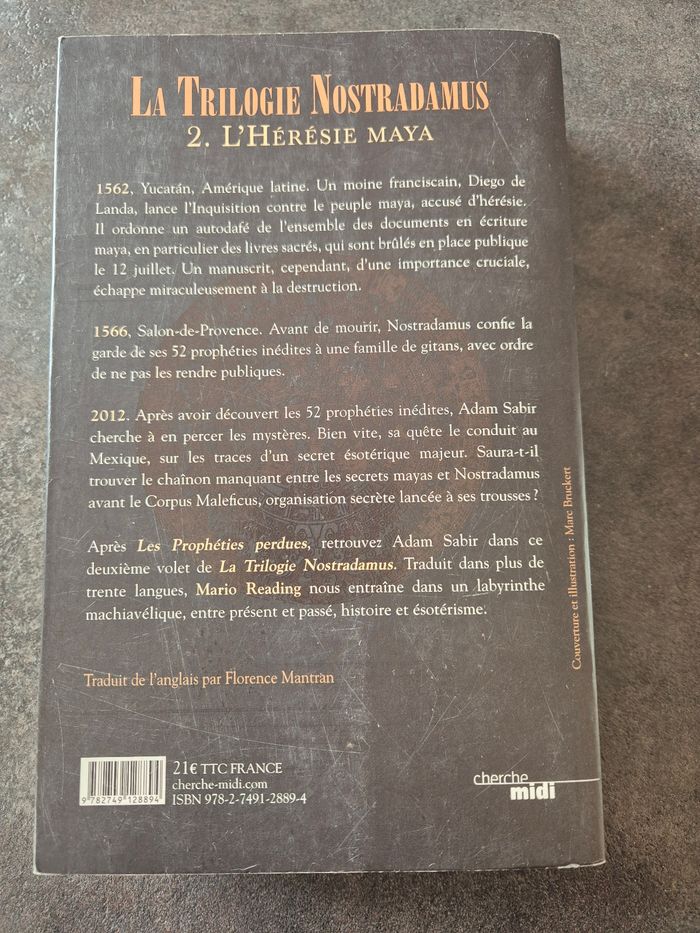 LA TRILOGIE NOSTRADAMUS
2. L'HÉRÉSIE MAYA
1562, Yucatán, Amérique latine. Un moine franciscain, Diego de
Landa, lance l'Inquisition contre le peuple maya, accusé d'hérésie.
Il ordonne un autodafé de l'ensemble des documents en écriture
maya, en particulier des livres sacrés, qui sont brûlés en place publique
le 12 juillet. Un manuscrit, cependant, d'une importance cruciale,
échappe miraculeusement à la destruction.
1566, Salon-de-Provence. Avant de mourir, Nostradamus confie la
garde de ses 52 prophéties inédites à une famille de gitans, avec ordre
de ne pas les rendre publiques.
2012. Après avoir découvert les 52 prophéties inédites, Adam Sabir
cherche à en percer les mystères. Bien vite, sa quête le conduit au
Mexique, sur les traces d'un secret ésotérique majeur. Saura-t-il
trouver le chaînon manquant entre les secrets mayas et Nostradamus
avant le Corpus Maleficus, organisation secrète lancée à ses trousses ?
Après Les Prophéties perdues, retrouvez Adam Sabir dans ce
deuxième volet de La Trilogie Nostradamus. Traduit dans plus de
trente langues, Mario Reading nous entraîne dans un labyrinthe
machiavélique, entre présent et passé, histoire et ésotérisme.
Traduit de l'anglais par Florence Mantran
Couverture et illustration : Marc Bruckert
9 782749 128894
21€ TTC FRANCE
cherche-midi.com
ISBN 978-2-7491-2889-4
cherche
midi